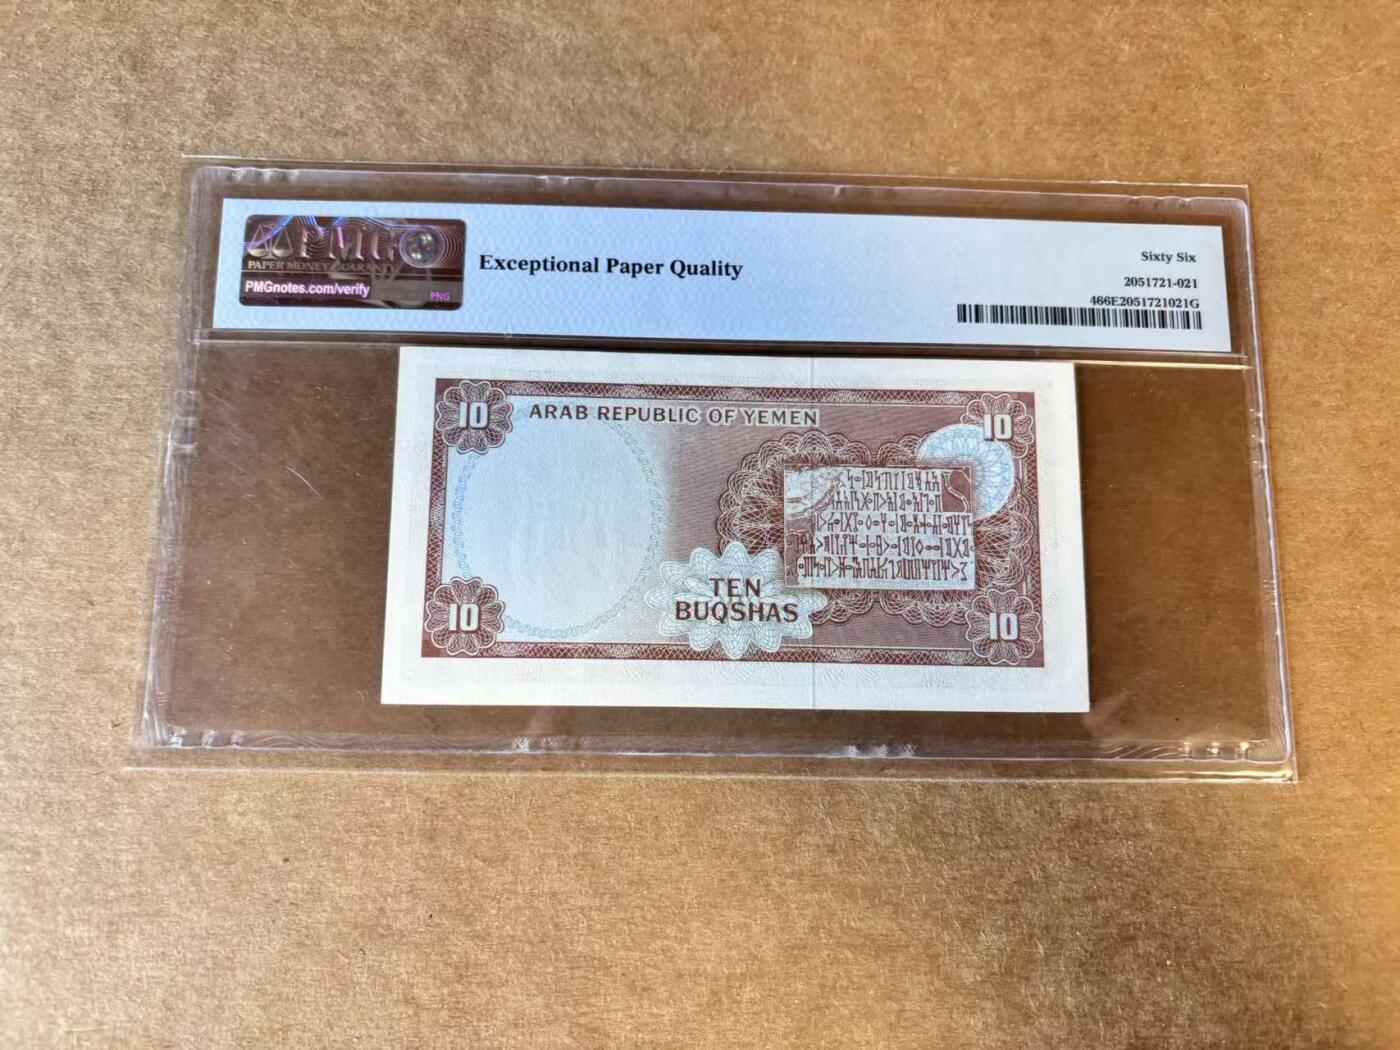 PMG
PAPER MONEY GUARANTY
PMGnotes.com/verify
PNG
Exceptional Paper Quality
Sixty Six
2051721-021
466E2051721021G
10
ARAB REPUBLIC OF YEMEN
10
10
TEN
BUQSHAS
10